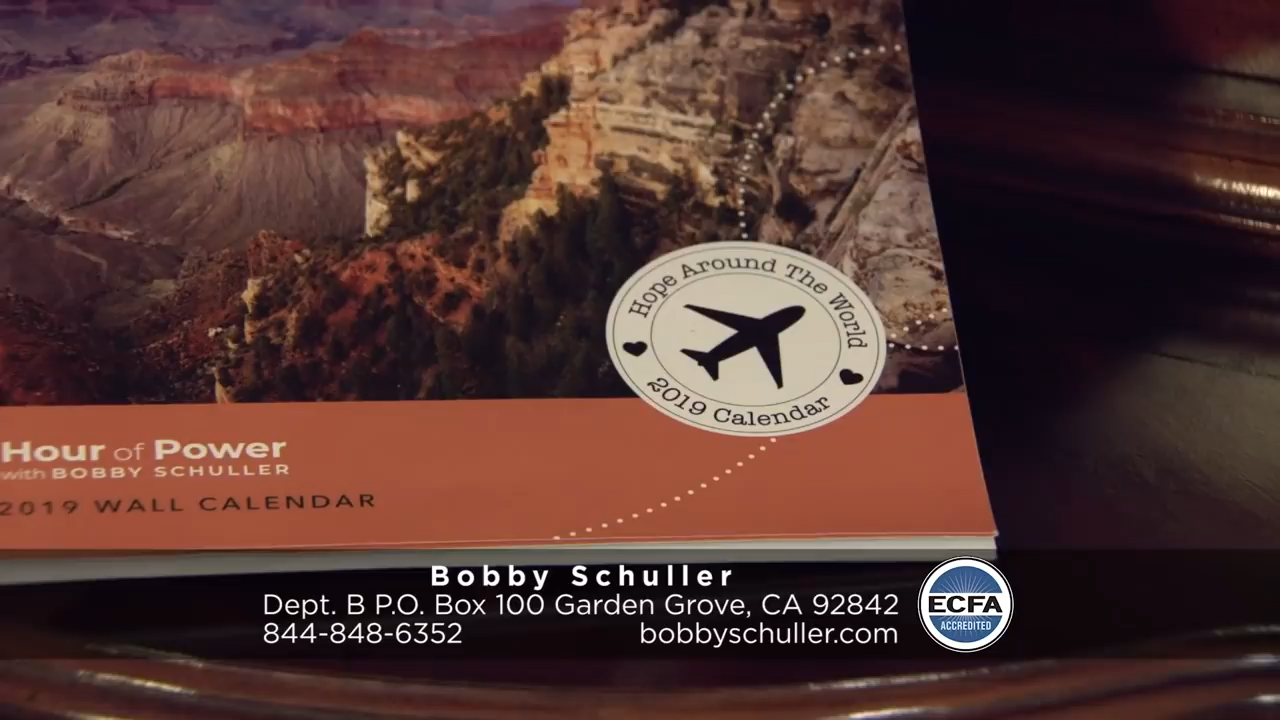 Hope Around The World
2019 Calendar
Hour of Power
with BOBBY SCHULLER
2019 WALL CALENDAR
Bobby Schuller
Dept. B P.O. Box 100 Garden Grove, CA 92842
844-848-6352 bobbyschuller.com
ECFA
ACCREDITED